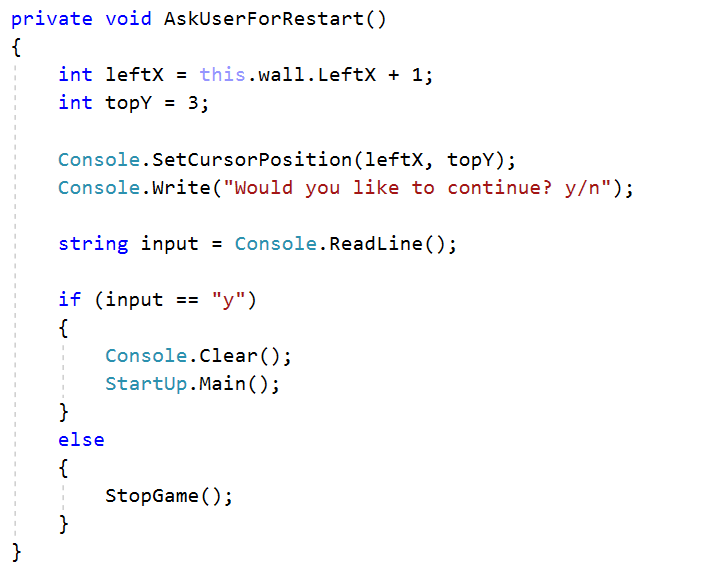 private void AskUserForRestart()
{
    int leftX = this.wall.LeftX + 1;
    int topY = 3;

    Console.SetCursorPosition(leftX, topY);
    Console.Write("Would you like to continue? y/n");

    string input = Console.ReadLine();

    if (input == "y")
    {
        Console.Clear();
        StartUp.Main();
    }
    else
    {
        StopGame();
    }
}